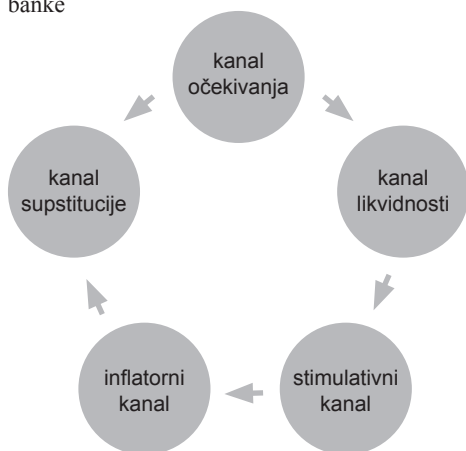 banke
kanal
očekivanja
kanal
supstitucije
kanal
likvidnosti
inflatorni
kanal
stimulativni
kanal